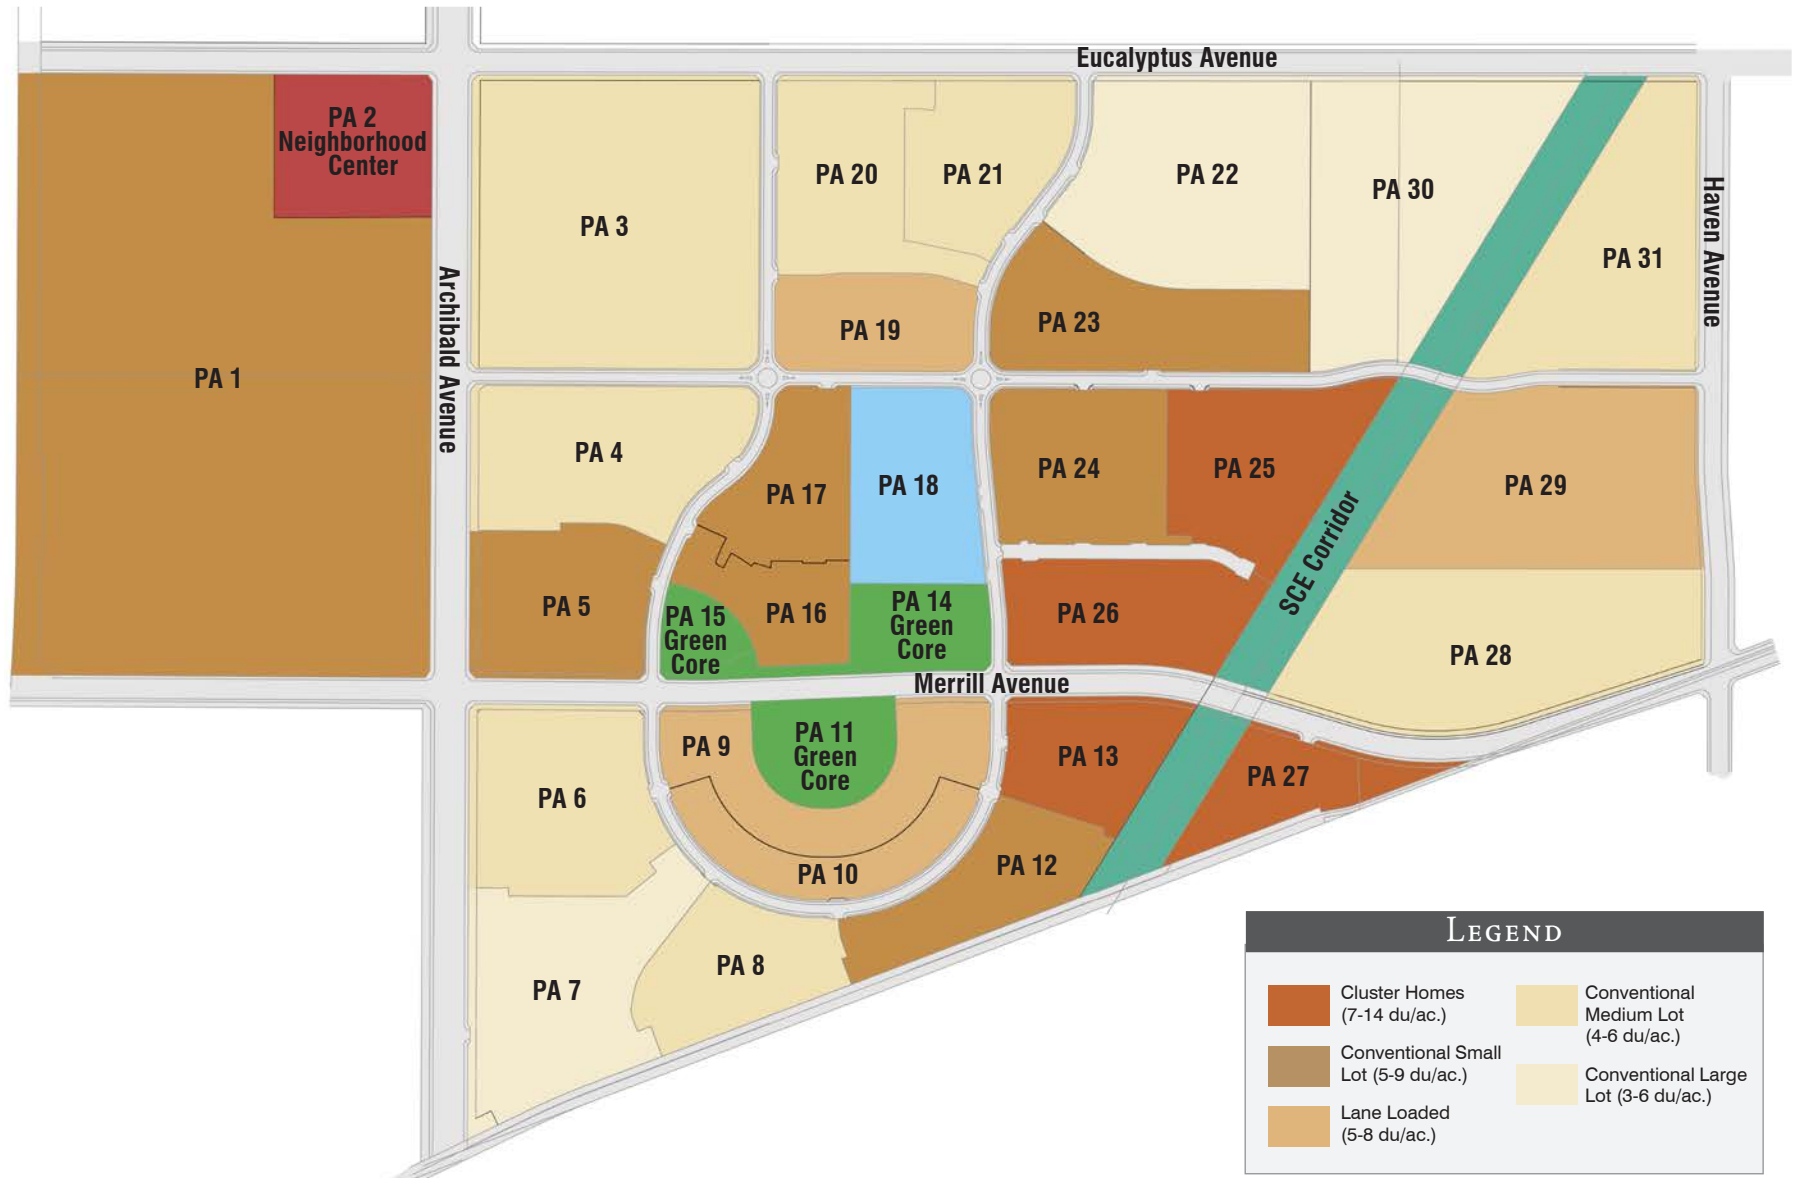 Eucalyptus Avenue
PA 2
Neighborhood
Center
PA 1
Archibald Avenue
PA 3
PA 20
PA 21
PA 22
PA 30
PA 31
Haven Avenue
PA 19
PA 23
PA 4
PA 17
PA 18
PA 24
PA 25
PA 29
SCE Corridor
PA 5
PA 15
Green
Core
PA 16
PA 14
Green
Core
PA 26
PA 28
Merrill Avenue
PA 6
PA 9
PA 11
Green
Core
PA 13
PA 27
PA 10
PA 12
PA 7
PA 8
LEGEND
Cluster Homes
(7-14 du/ac.)
Conventional Small
Lot (5-9 du/ac.)
Lane Loaded
(5-8 du/ac.)
Conventional
Medium Lot
(4-6 du/ac.)
Conventional Large
Lot (3-6 du/ac.)